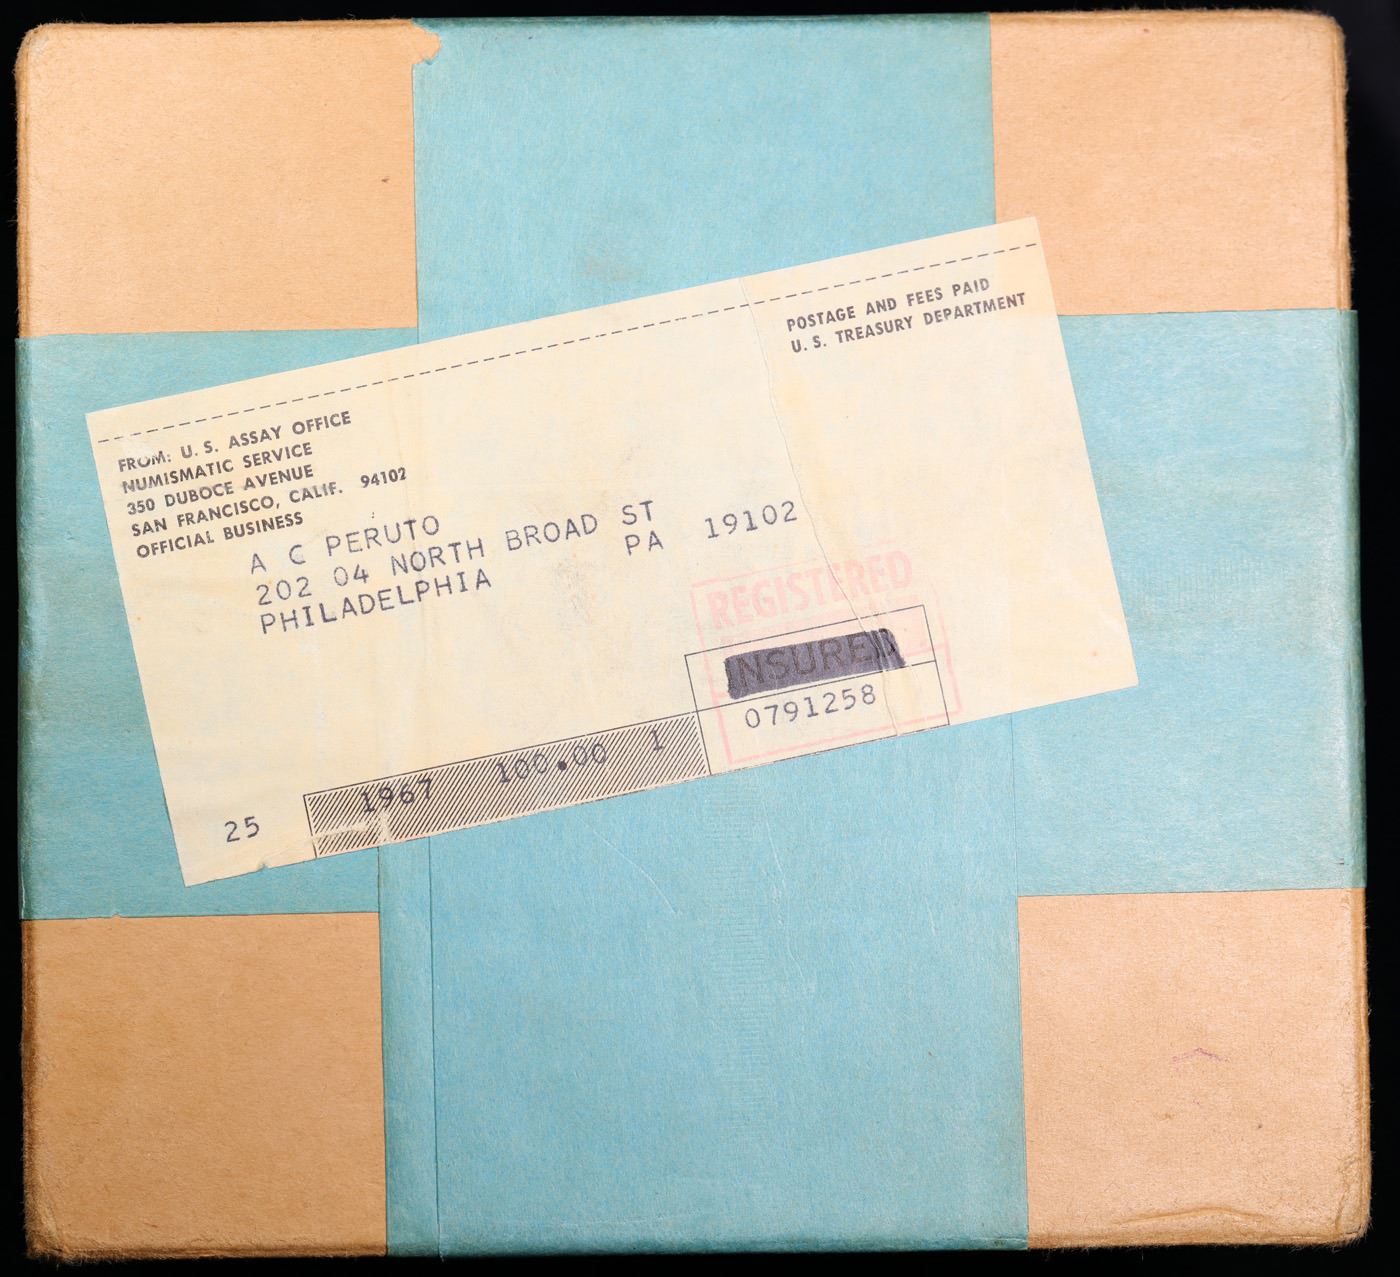 POSTAGE AND FEES PAID
U. S. TREASURY DEPARTMENT
FROM: U. S. ASSAY OFFICE
NUMISMATIC SERVICE
350 DUBOCE AVENUE
SAN FRANCISCO, CALIF. 94102
OFFICIAL BUSINESS
A C PERUTO
202 04 NORTH BROAD ST
PHILADELPHIA PA 19102
REGISTERED
INSURED
0791258
25 1967 100.00 1